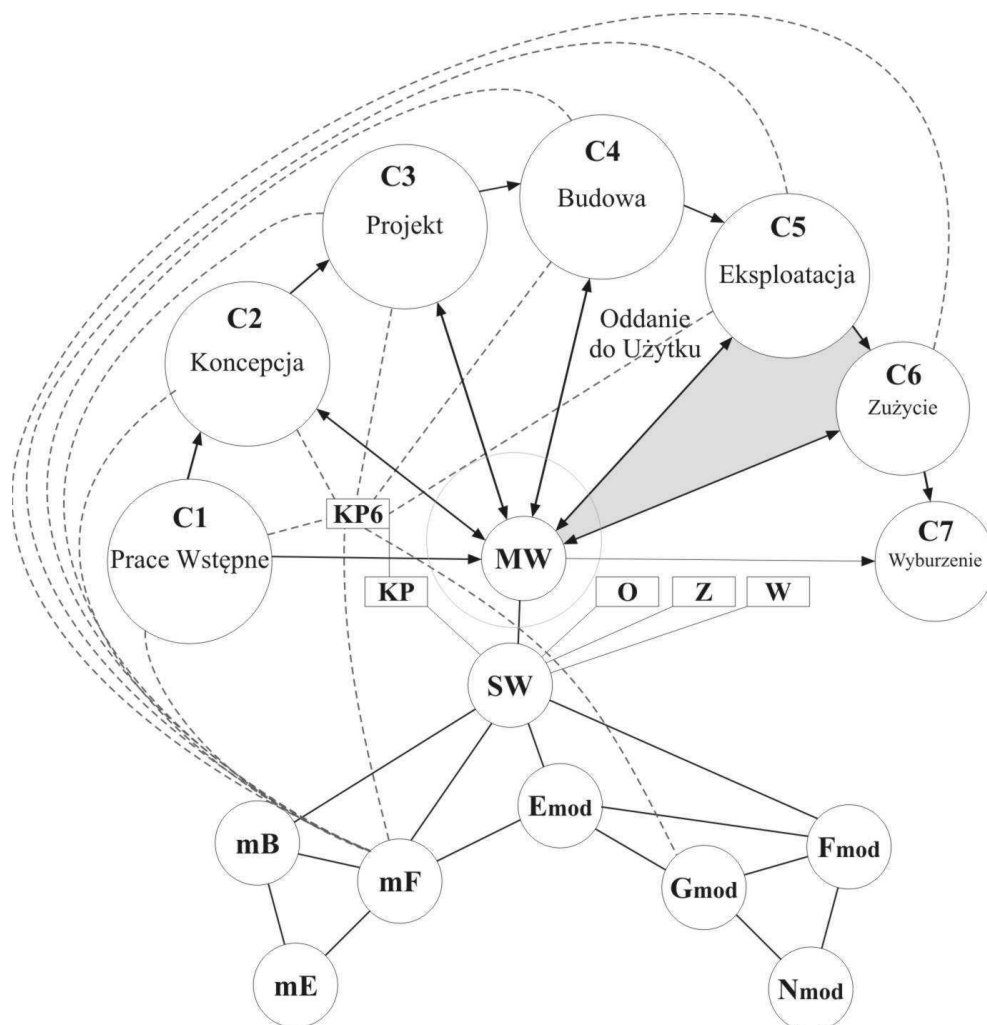 C4
Budowa
C3
Projekt
C5
Eksploatacja
C2
Koncepcja
Oddanie
do Użytku
C6
Zużycie
C1
Prace Wstępne
KP6
MW
C7
Wyburzenie
KP
O
Z
W
SW
Emod
mB
mF
Fmod
Gmod
mE
Nmod